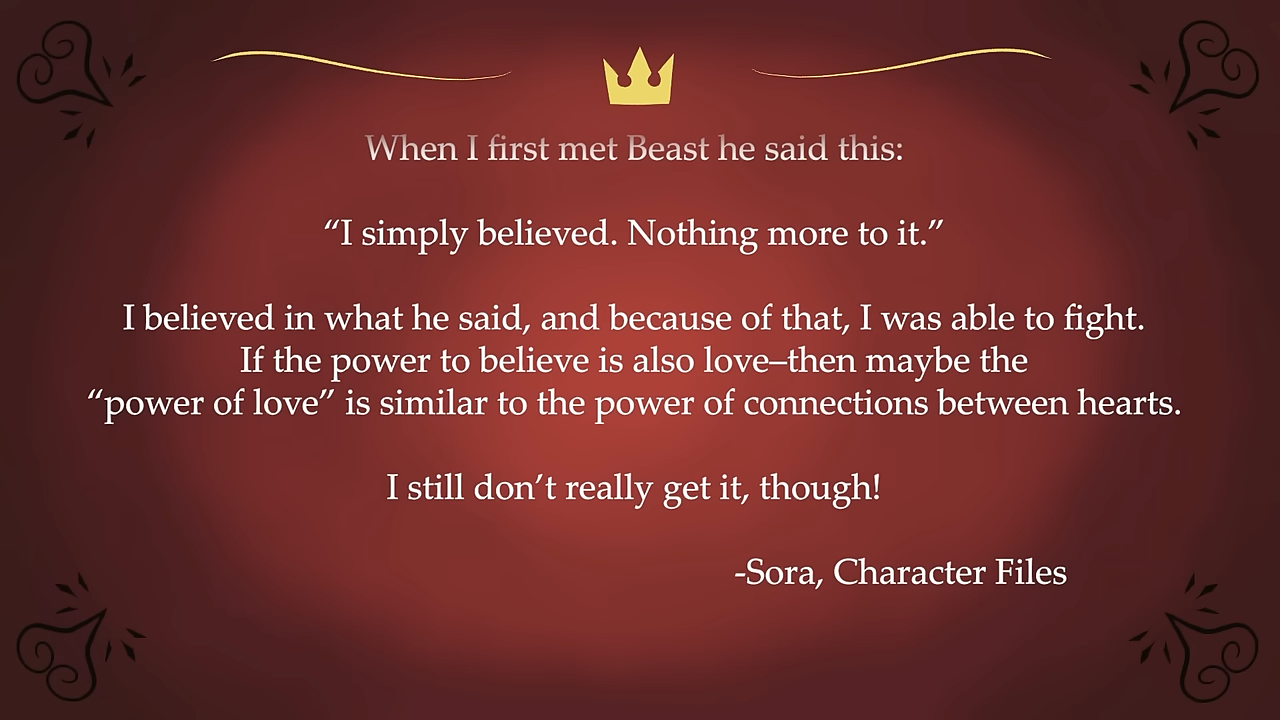 When I first met Beast he said this:
“I simply believed. Nothing more to it.”
I believed in what he said, and because of that, I was able to fight.
If the power to believe is also love–then maybe the
“power of love” is similar to the power of connections between hearts.
I still don’t really get it, though!
-Sora, Character Files